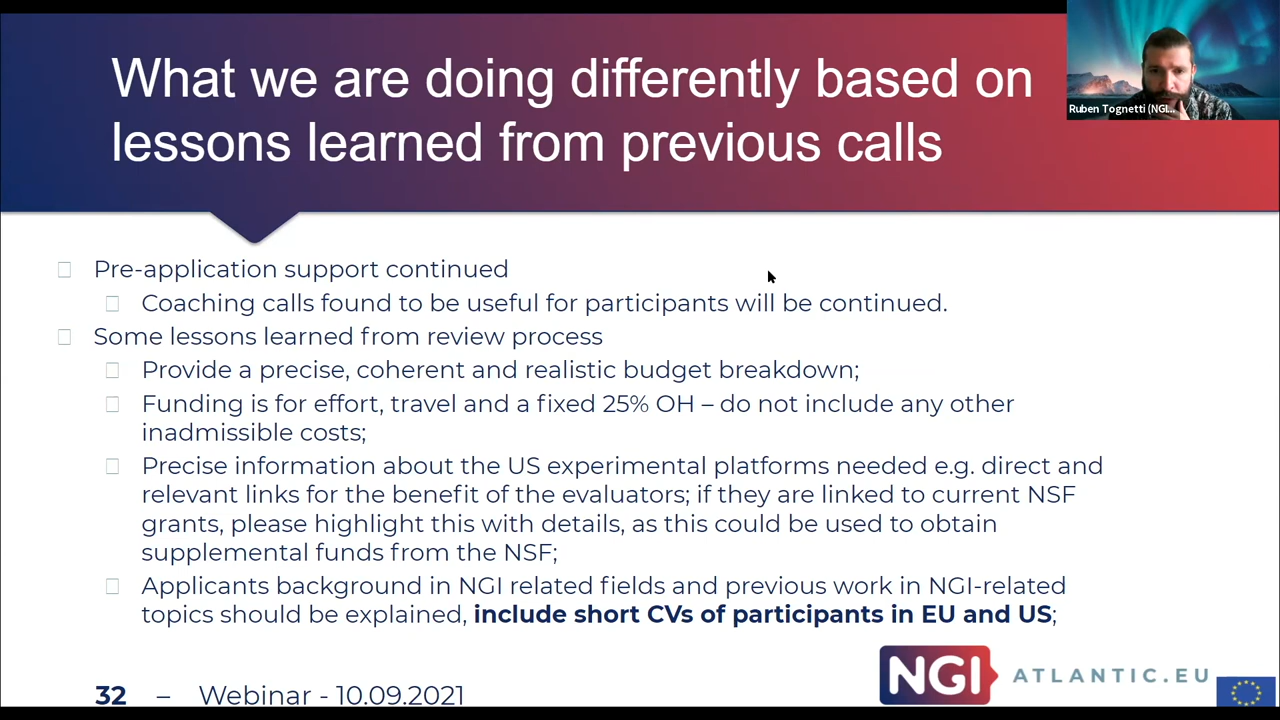 What we are doing differently based on
lessons learned from previous calls
Ruben Tognetti (NGI...
Pre-application support continued
Coaching calls found to be useful for participants will be continued.
Some lessons learned from review process
Provide a precise, coherent and realistic budget breakdown;
Funding is for effort, travel and a fixed 25% OH – do not include any other
inadmissible costs;
Precise information about the US experimental platforms needed e.g. direct and
relevant links for the benefit of the evaluators; if they are linked to current NSF
grants, please highlight this with details, as this could be used to obtain
supplemental funds from the NSF;
Applicants background in NGI related fields and previous work in NGI-related
topics should be explained, include short CVs of participants in EU and US;
32 – Webinar - 10.09.2021
NGI ATLANTIC.EU